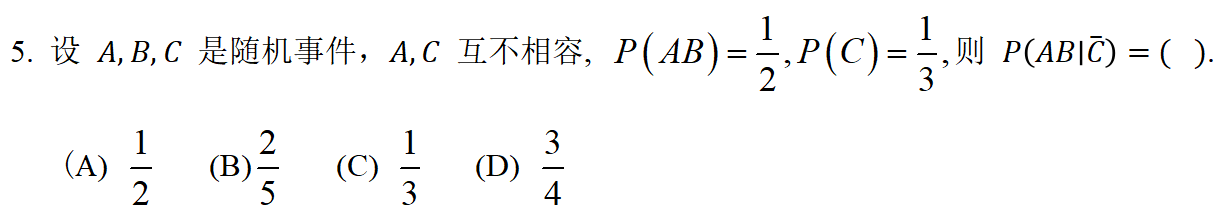 5. 设 A, B, C 是随机事件，A, C 互不相容, P(AB)=1/2, P(C)=1/3, 则 P(AB|C̄) = ( ).
(A) 1/2 (B) 2/5 (C) 1/3 (D) 3/4